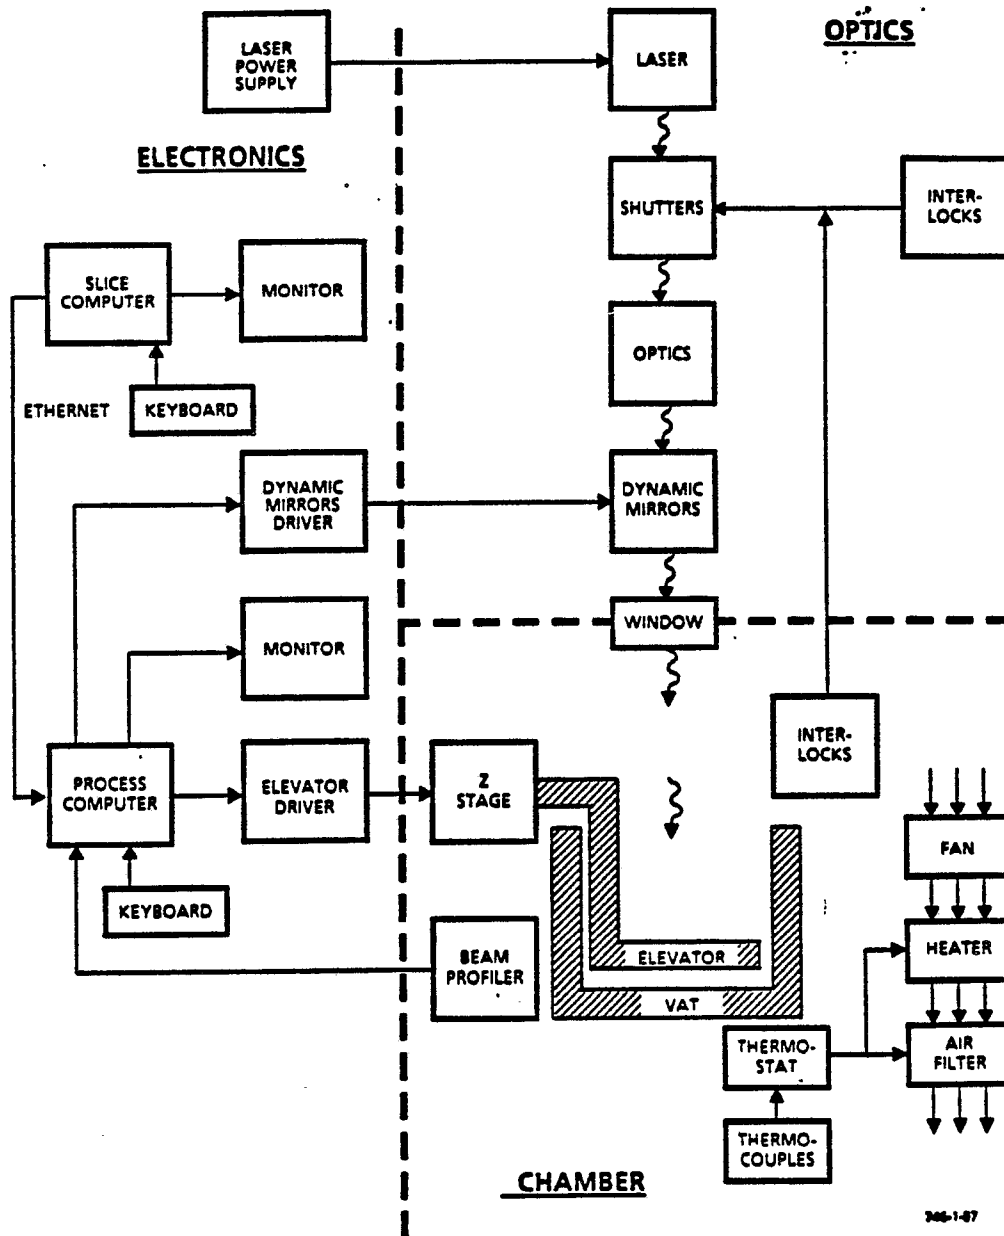 OPTICS
LASER
POWER
SUPPLY
LASER
ELECTRONICS
SHUTTERS
INTER-
LOCKS
SLICE
COMPUTER
MONITOR
OPTICS
ETHERNET
KEYBOARD
DYNAMIC
MIRRORS
DRIVER
DYNAMIC
MIRRORS
WINDOW
MONITOR
INTER-
LOCKS
PROCESS
COMPUTER
ELEVATOR
DRIVER
Z
STAGE
FAN
KEYBOARD
BEAM
PROFILER
ELEVATOR
HEATER
VAT
THERMO-
STAT
AIR
FILTER
THERMO-
COUPLES
CHAMBER